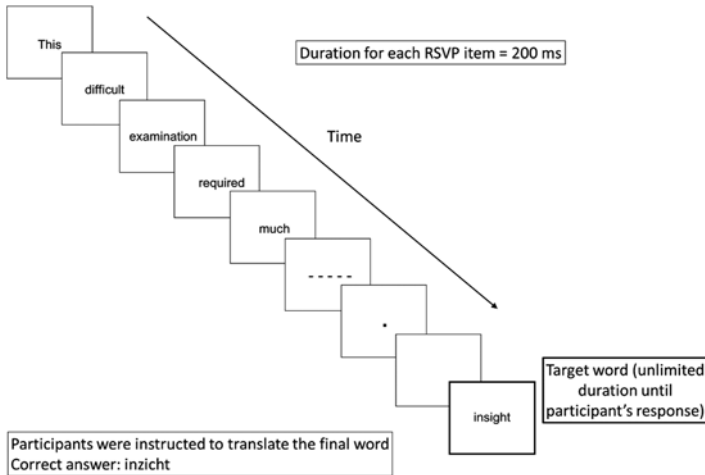 This
difficult
examination
required
much
- - - - -
.
insight
Duration for each RSVP item = 200 ms
Time
Target word (unlimited
duration until
participant's response)
Participants were instructed to translate the final word
Correct answer: inzicht